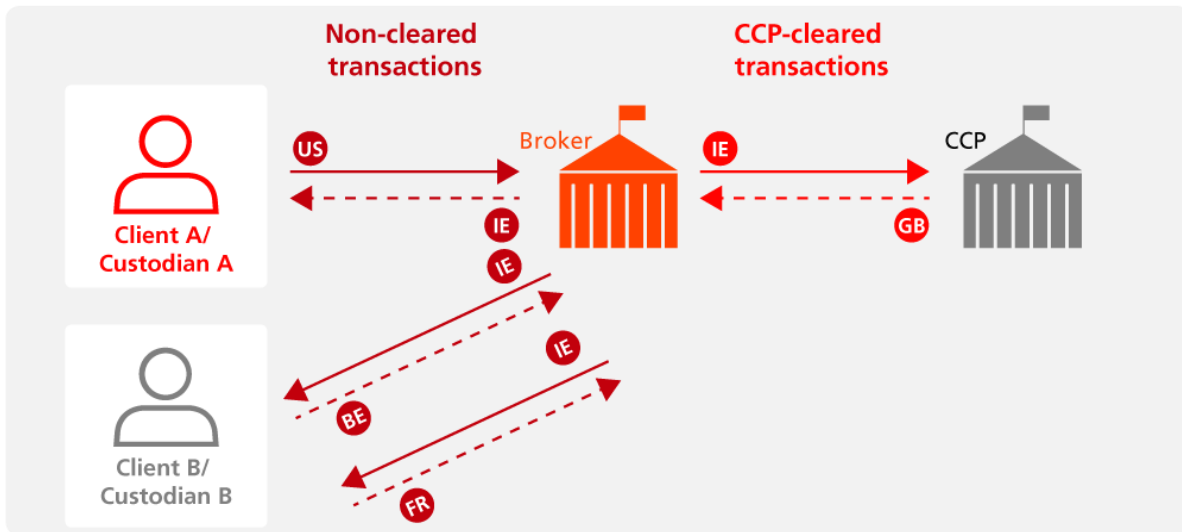 Non-cleared
transactions
CCP-cleared
transactions
US
Broker
IE
CCP
IE
GB
Client A/
Custodian A
IE
IE
BE
Client B/
Custodian B
FR